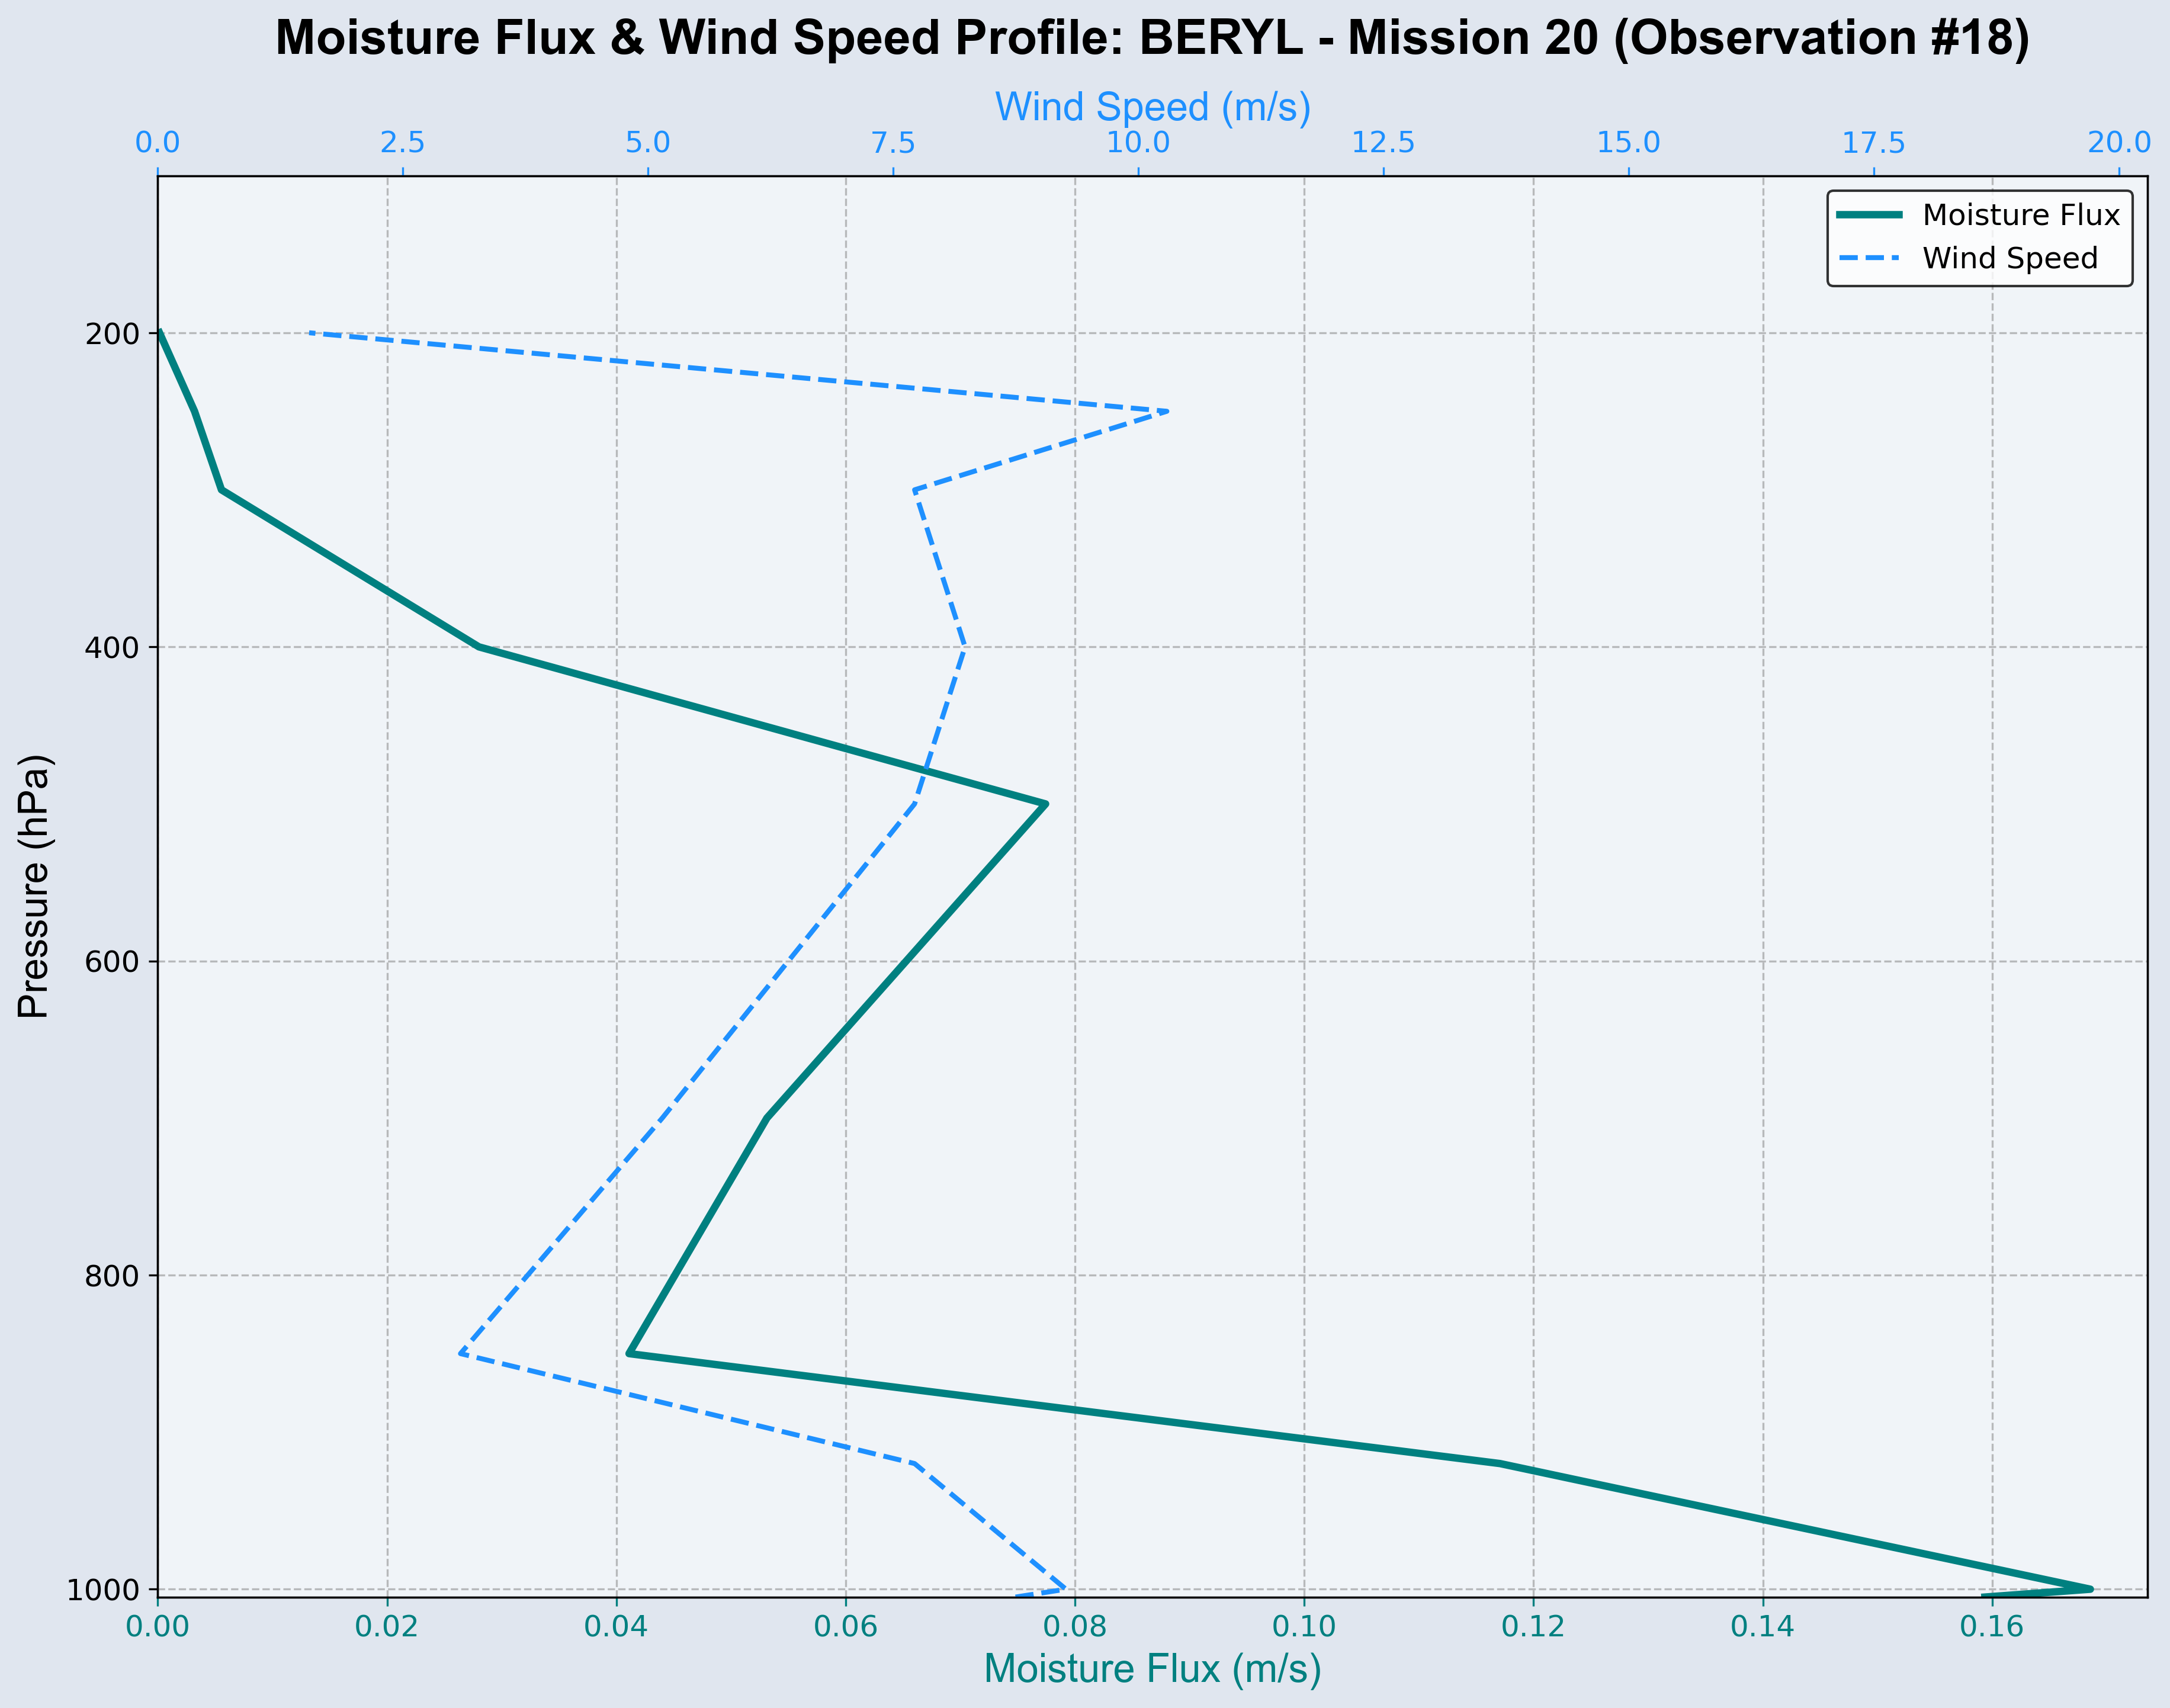 Moisture Flux & Wind Speed Profile: BERYL - Mission 20 (Observation #18)
Wind Speed (m/s)
0.0 2.5 5.0 7.5 10.0 12.5 15.0 17.5 20.0
Moisture Flux
Wind Speed
200
400
600
800
1000
Pressure (hPa)
0.00 0.02 0.04 0.06 0.08 0.10 0.12 0.14 0.16
Moisture Flux (m/s)